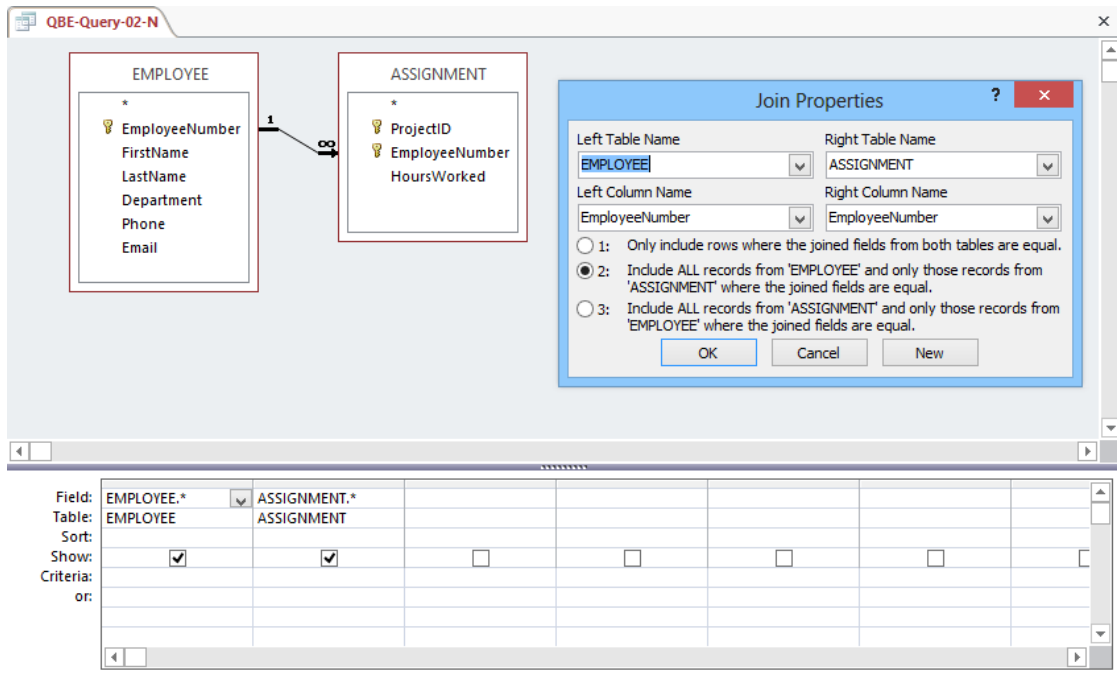 QBE-Query-02-N
EMPLOYEE
*
EmployeeNumber
FirstName
LastName
Department
Phone
Email
1
∞
ASSIGNMENT
*
ProjectID
EmployeeNumber
HoursWorked
Join Properties
?
Left Table Name Right Table Name
EMPLOYEE ASSIGNMENT
Left Column Name Right Column Name
EmployeeNumber EmployeeNumber
1: Only include rows where the joined fields from both tables are equal.
2: Include ALL records from 'EMPLOYEE' and only those records from
'ASSIGNMENT' where the joined fields are equal.
3: Include ALL records from 'ASSIGNMENT' and only those records from
'EMPLOYEE' where the joined fields are equal.
OK Cancel New
Field: EMPLOYEE.* ASSIGNMENT.*
Table: EMPLOYEE ASSIGNMENT
Sort:
Show:
Criteria:
or: